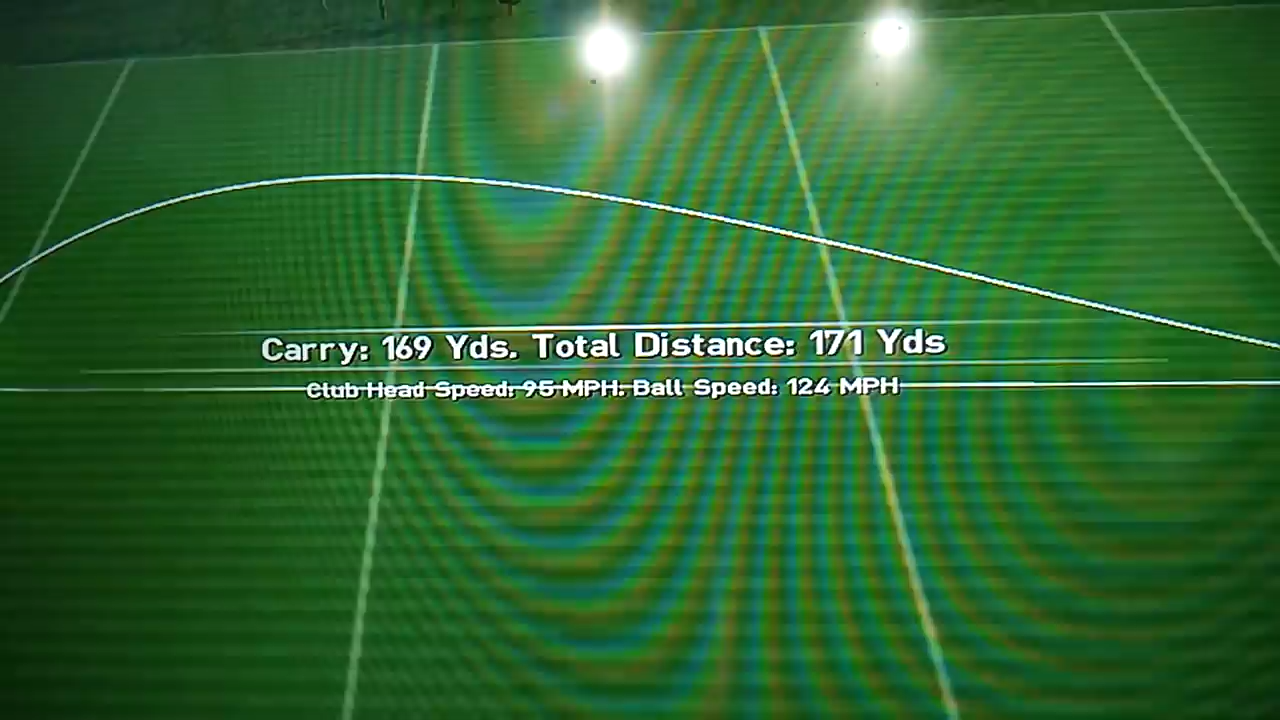 Carry: 169 Yds. Total Distance: 171 Yds
Club Head Speed: 95 MPH. Ball Speed: 124 MPH